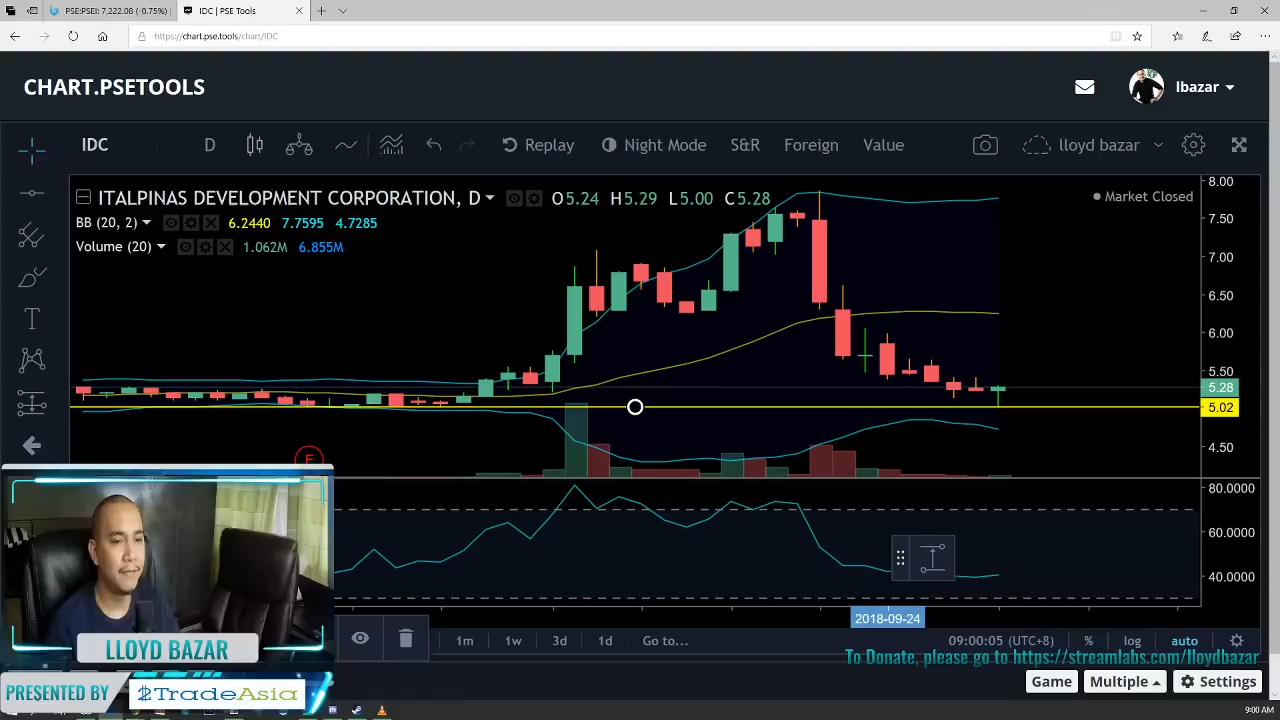 PSE:PSEI: 7,222.08 (-0.75%)
IDC | PSE Tools
https://chart.pse.tools/chart/IDC
CHART.PSETOOLS
lbazar
IDC D Replay Night Mode S&R Foreign Value lloyd bazar
ITALPINAS DEVELOPMENT CORPORATION, D O5.24 H5.29 L5.00 C5.28
Market Closed
BB (20, 2) 6.2440 7.7595 4.7285
Volume (20) 1.062M 6.855M
8.00
7.50
7.00
6.50
6.00
5.50
5.28
5.02
4.50
E
80.0000
60.0000
40.0000
2018-09-24
1m 1w 3d 1d Go to... 09:00:05 (UTC+8) % log auto
LLOYD BAZAR
To Donate, please go to https://streamlabs.com/lloydbazar
PRESENTED BY $TradeAsia
Game Multiple Settings
9:00 AM